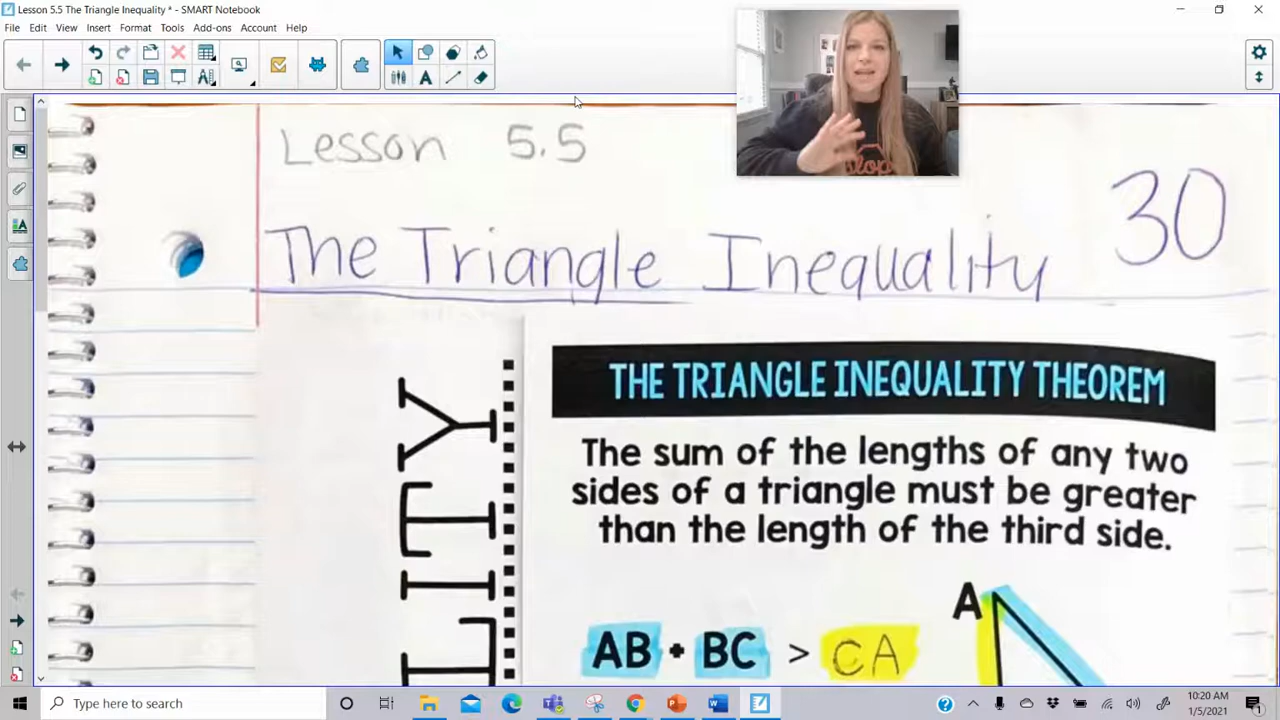 Lesson 5.5 The Triangle Inequality * - SMART Notebook
File Edit View Insert Format Tools Add-ons Account Help
Lesson 5.5
30
The Triangle Inequality
THE TRIANGLE INEQUALITY THEOREM
The sum of the lengths of any two
sides of a triangle must be greater
than the length of the third side.
LITY
A
AB + BC > CA
Type here to search
10:20 AM
1/5/2021